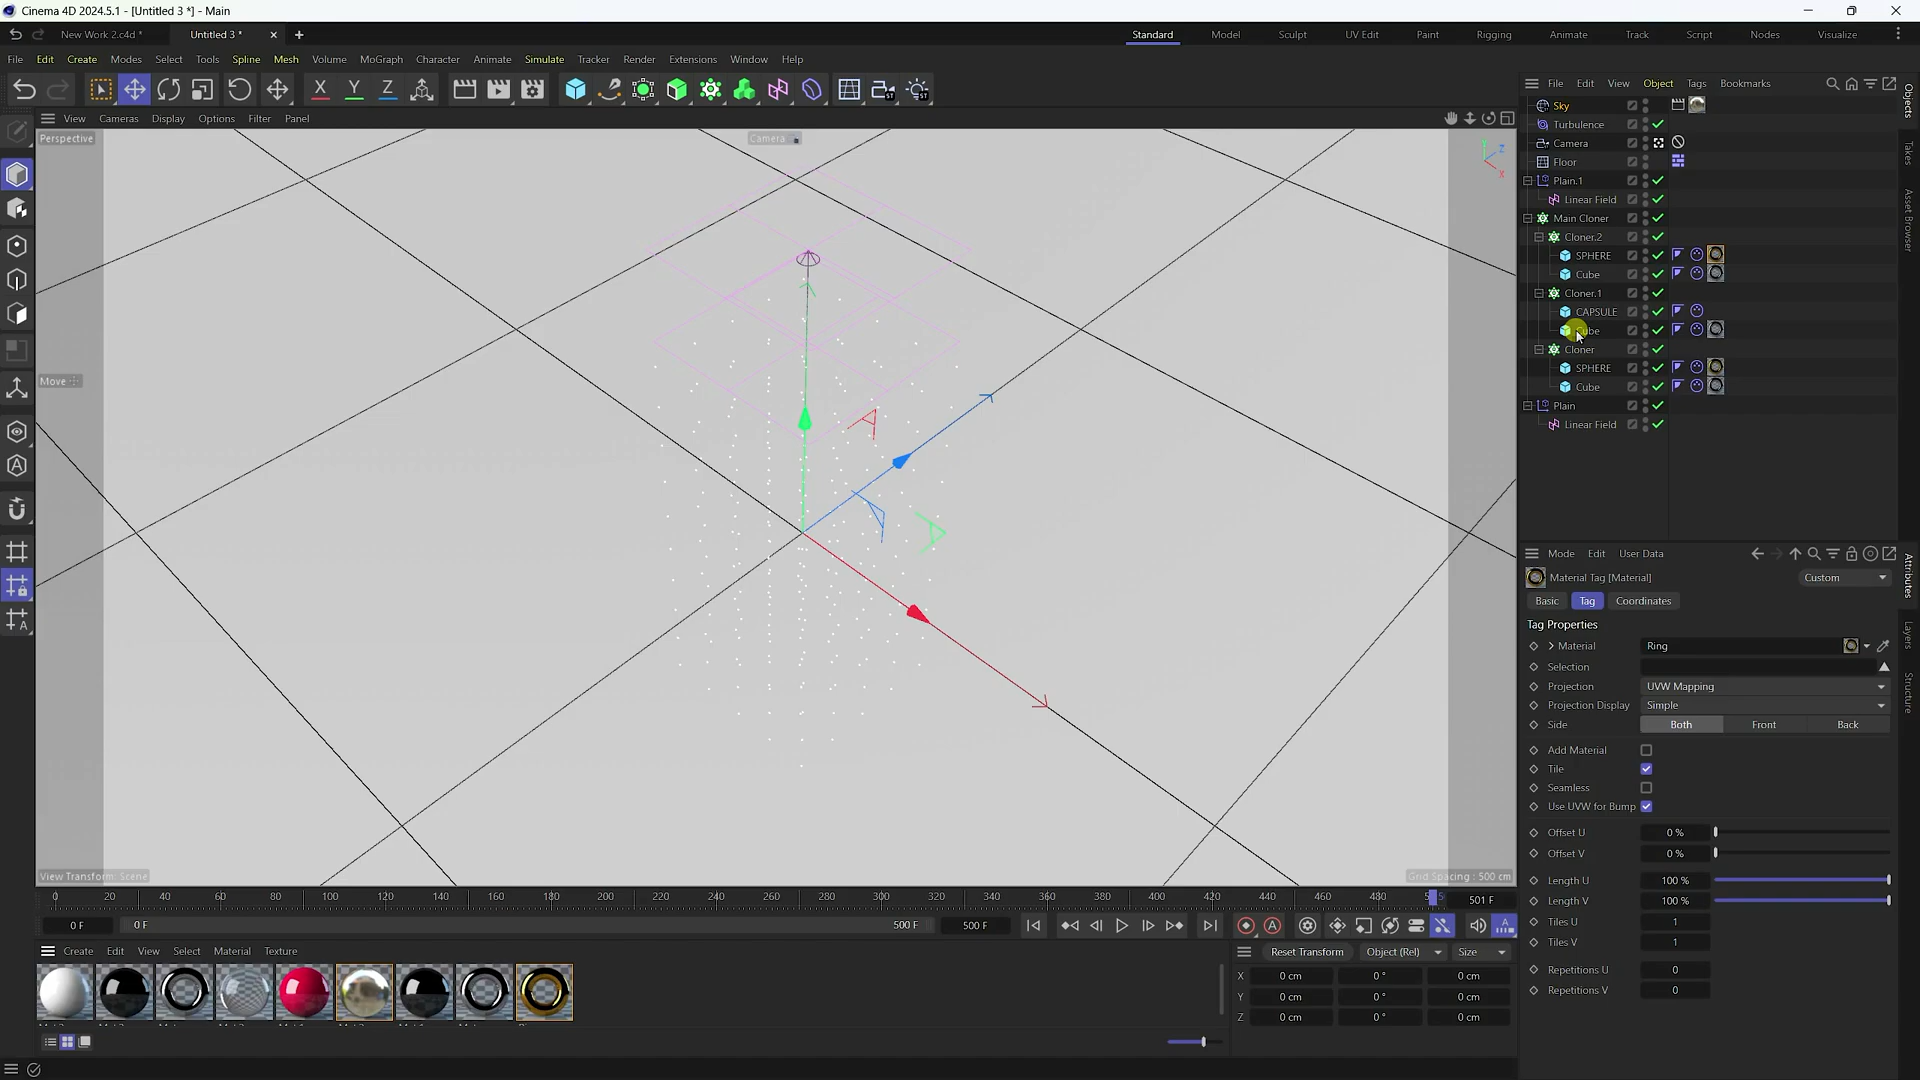 Cinema 4D 2024.5.1 - [Untitled 3 *] - Main
New Work 2.c4d *
Untitled 3 *
Standard
Model
Sculpt
UV Edit
Paint
Rigging
Animate
Track
Script
Nodes
Visualize
File Edit Create Modes Select Tools Spline Mesh Volume MoGraph Character Animate Simulate Tracker Render Extensions Window Help
X Y Z
File Edit View Object Tags Bookmarks
View Cameras Display Options Filter Panel
Perspective
Camera
Y Z X
Move
View Transform: Scene
Grid Spacing : 500 cm
Sky
Turbulence
Camera
Floor
Plain.1
Linear Field
Main Cloner
Cloner.2
SPHERE
Cube
Cloner.1
CAPSULE
Cube
Cloner
SPHERE
Cube
Plain
Linear Field
Objects
Takes
Asset Browser
Attributes
Layers
Structure
Mode Edit User Data
Material Tag [Material]
Custom
Basic Tag Coordinates
Tag Properties
Material Ring
Selection
Projection UVW Mapping
Projection Display Simple
Side Both Front Back
Add Material
Tile
Seamless
Use UVW for Bump
Offset U 0 %
Offset V 0 %
Length U 100 %
Length V 100 %
Tiles U 1
Tiles V 1
Repetitions U 0
Repetitions V 0
0 20 40 60 80 100 120 140 160 180 200 220 240 260 280 300 320 340 360 380 400 420 440 460 480
501 F
0 F
0 F
500 F
500 F
Create Edit View Select Material Texture
Reset Transform
Object (Rel)
Size
X 0 cm 0 ° 0 cm
Y 0 cm 0 ° 0 cm
Z 0 cm 0 ° 0 cm